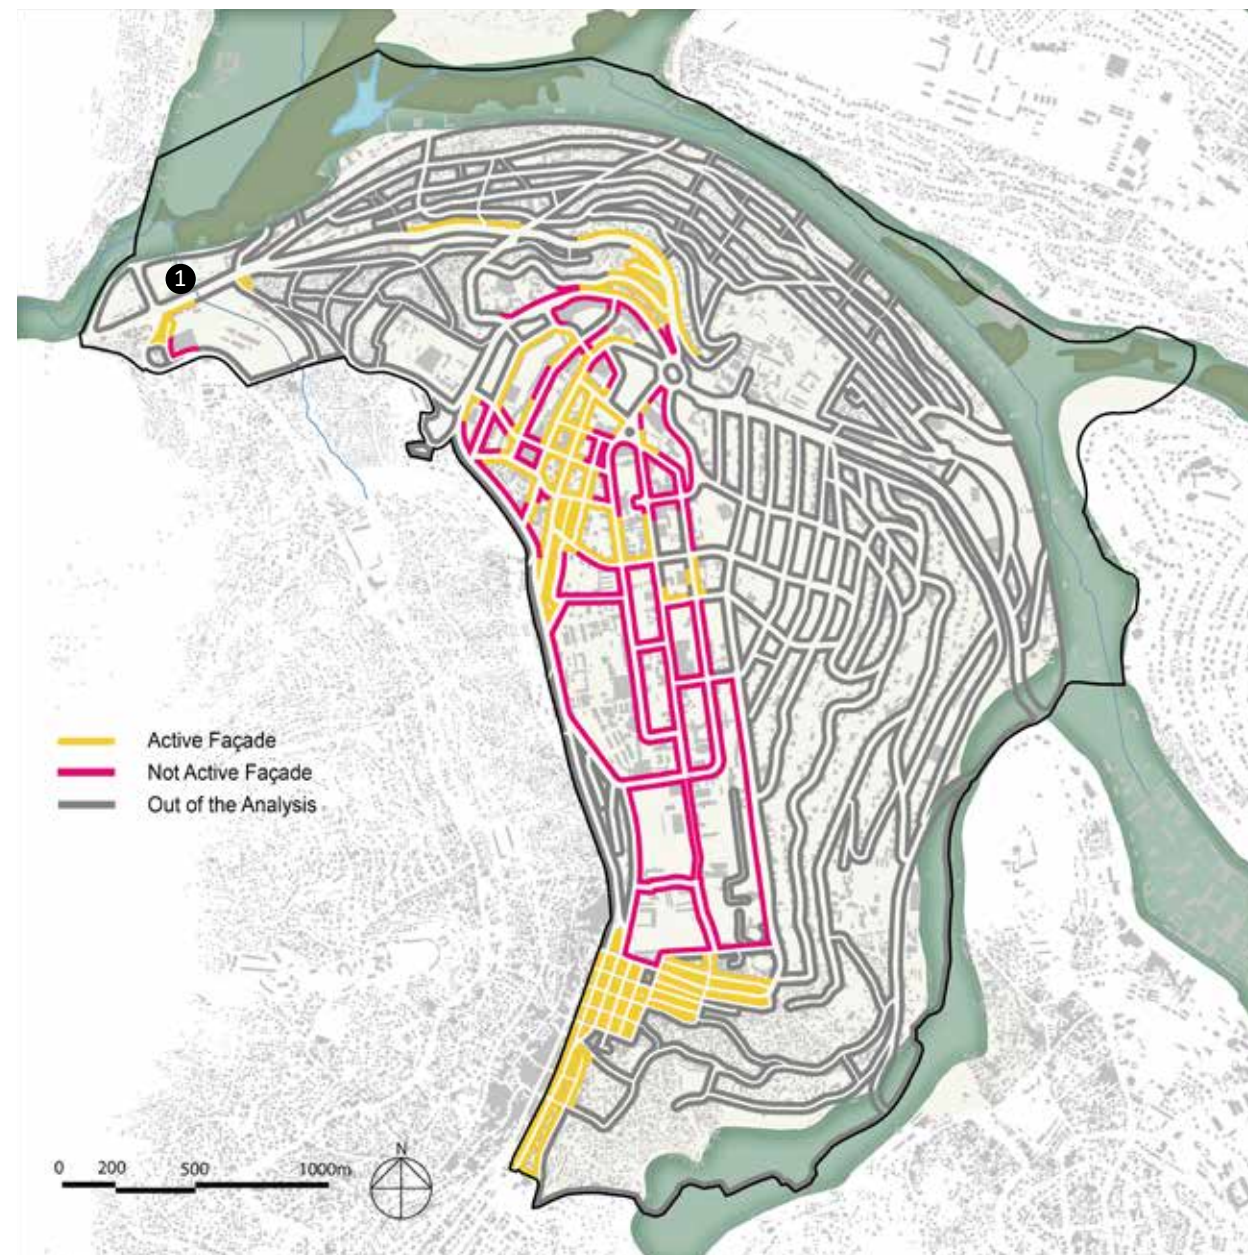 1
Active Façade
Not Active Façade
Out of the Analysis
0 200 500 1000m
N